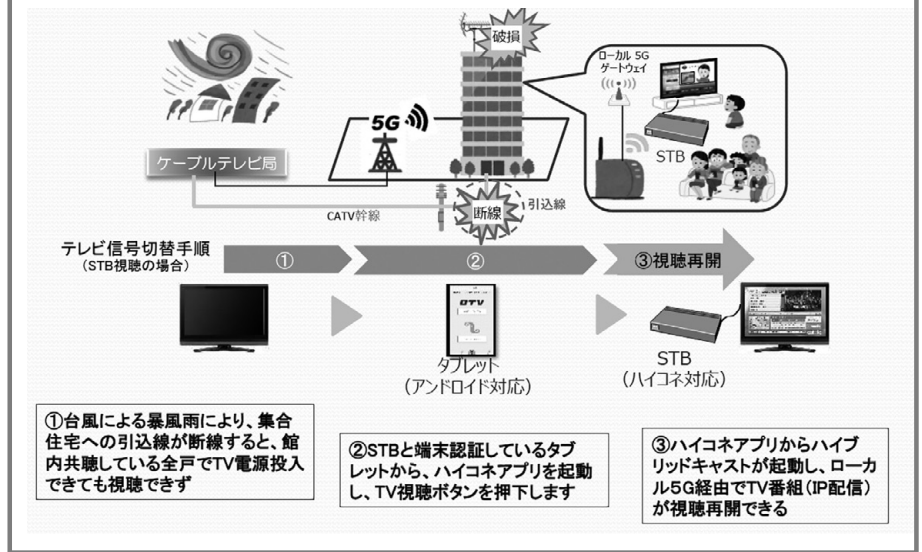 破損
ローカル 5G
ゲートウェイ
5G
STB
ケーブルテレビ局
CATV幹線
断線
引込線
テレビ信号切替手順
（STB視聴の場合）
①
②
③視聴再開
タブレット
（アンドロイド対応）
STB
（ハイコネ対応）
①台風による暴風雨により、集合
住宅への引込線が断線すると、館
内共聴している全戸でTV電源投入
できても視聴できず
②STBと端末認証しているタブ
レットから、ハイコネアプリを起動
し、TV視聴ボタンを押下します
③ハイコネアプリからハイブ
リッドキャストが起動し、ローカ
ル5G経由でTV番組（IP配信）
が視聴再開できる